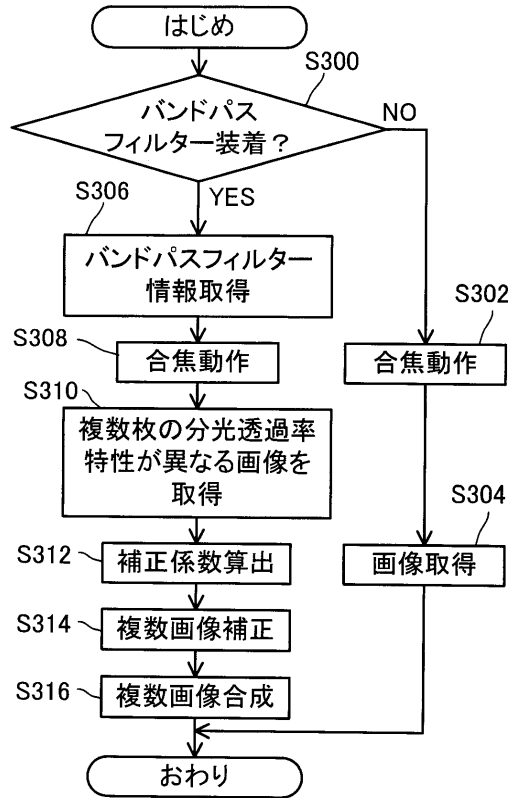 はじめ
S300
バンドパス
フィルター装着？
NO
YES
S306
バンドパスフィルター
情報取得
S302
合焦動作
S308
合焦動作
S310
複数枚の分光透過率
特性が異なる画像を
取得
S304
画像取得
S312
補正係数算出
S314
複数画像補正
S316
複数画像合成
おわり